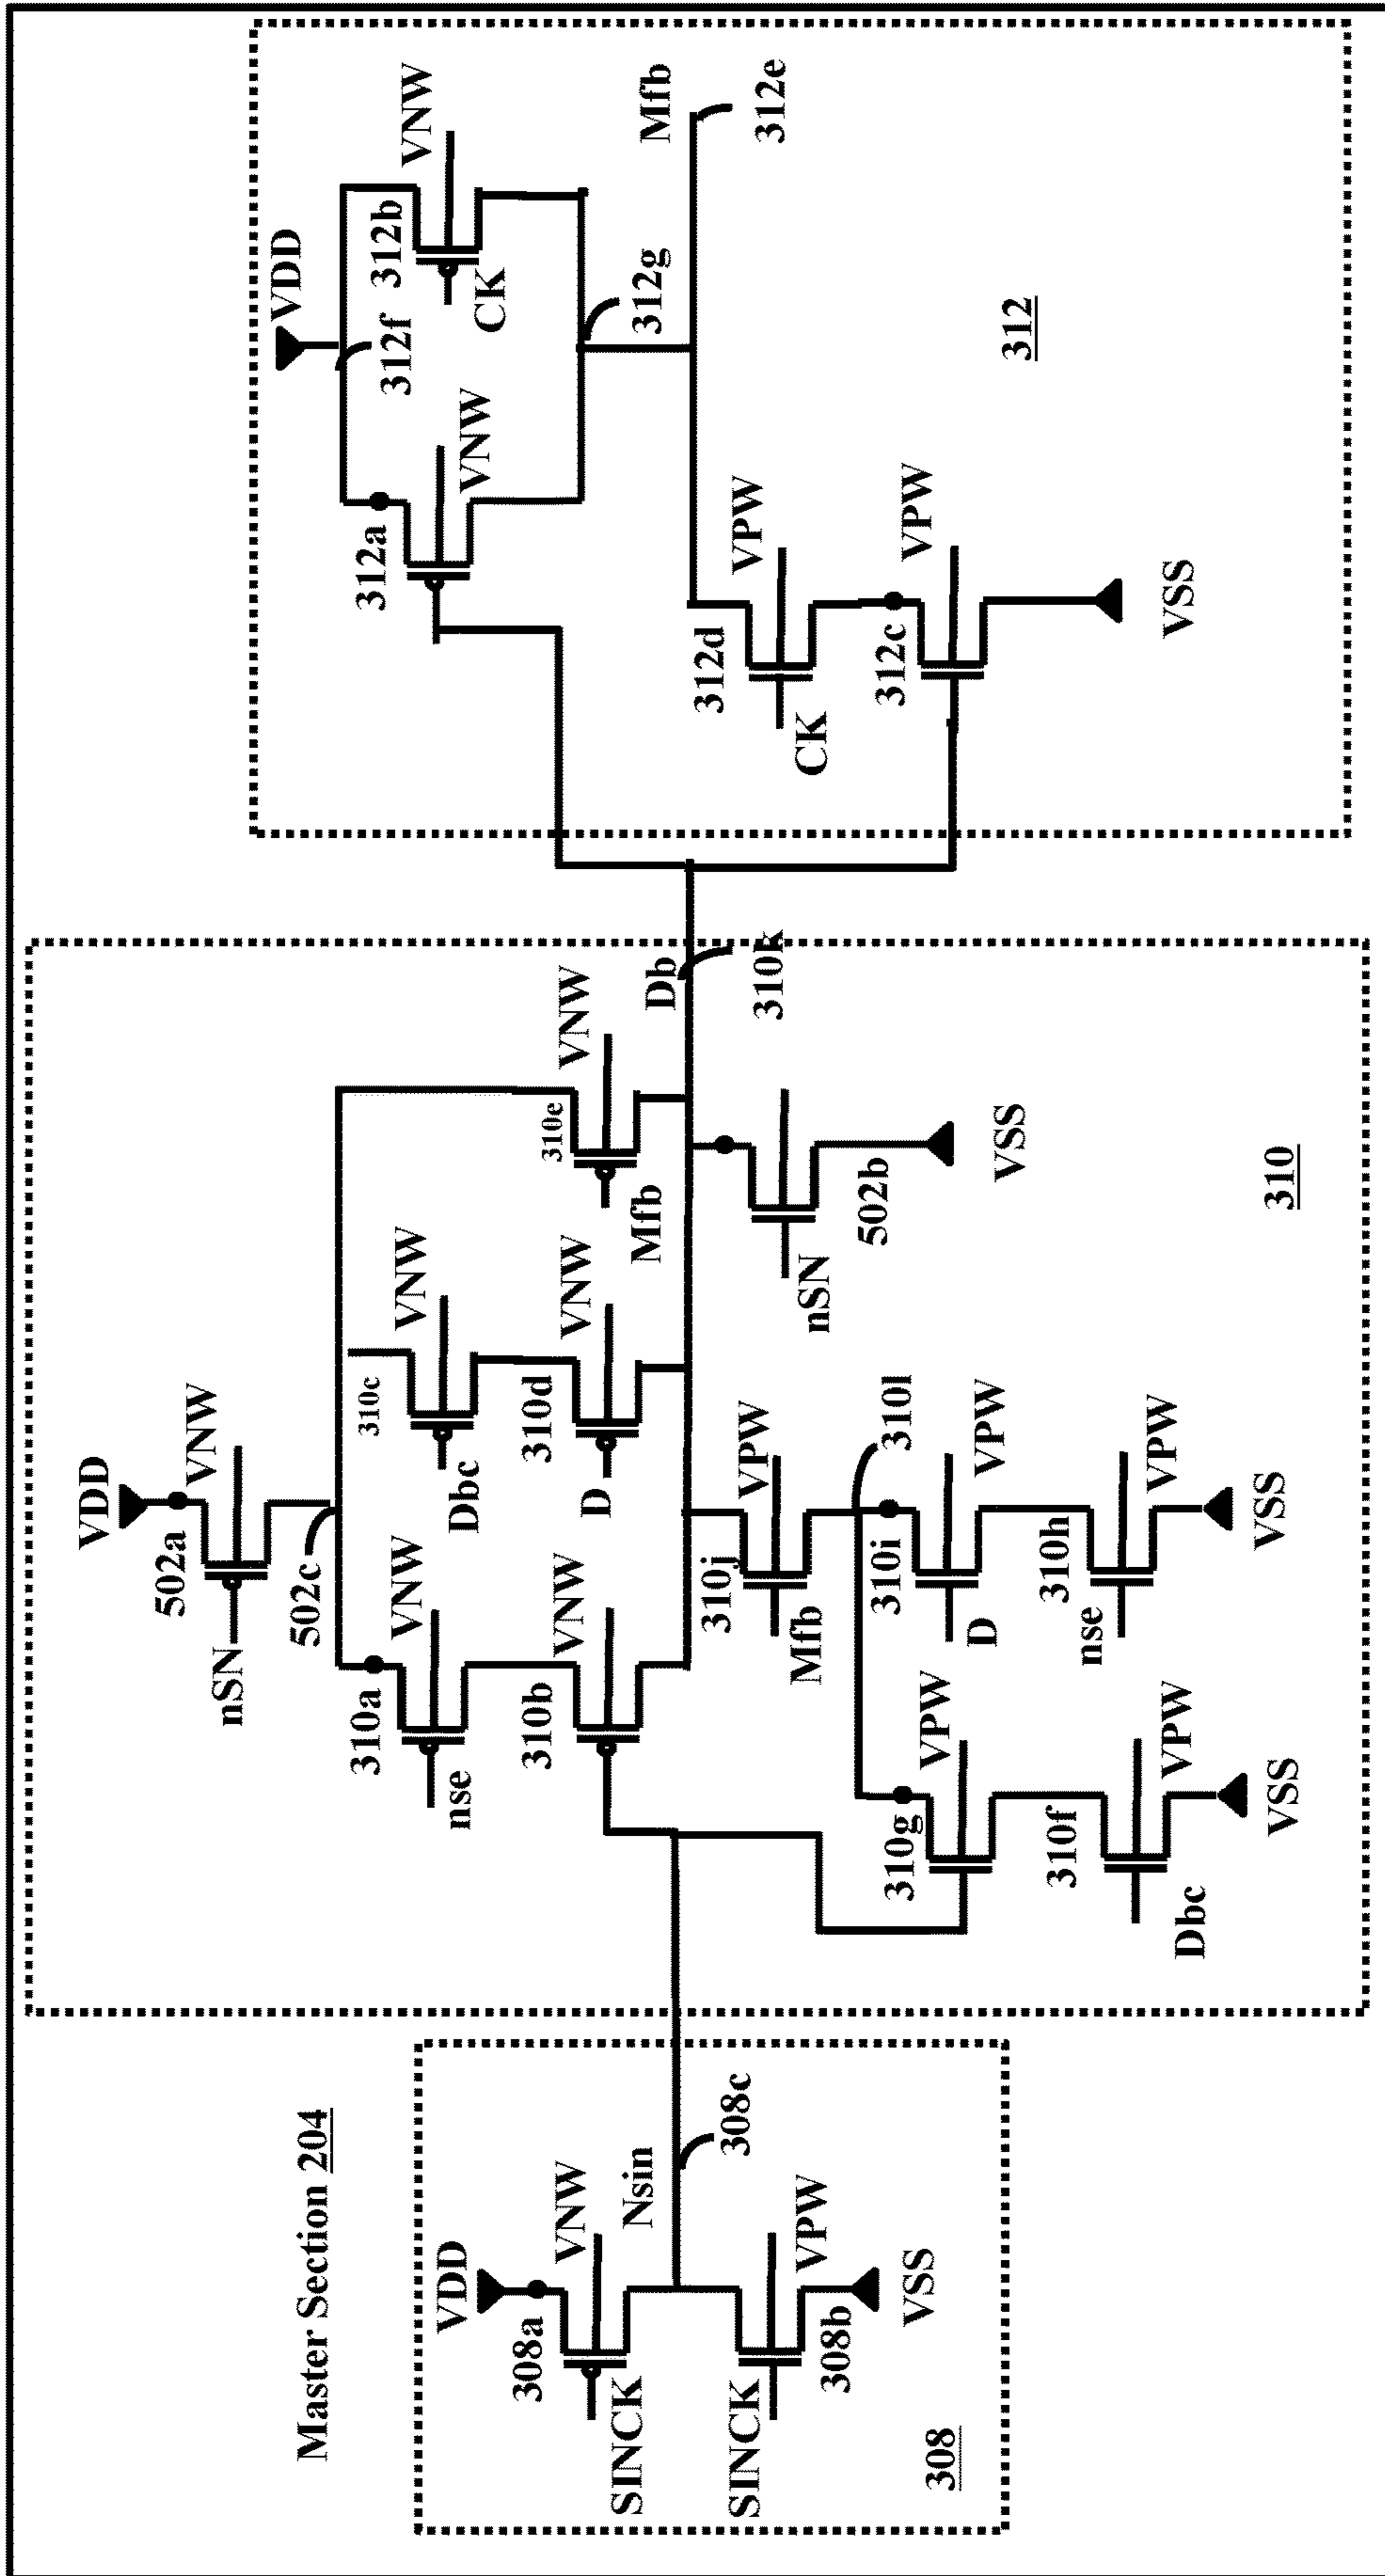 Master Section 204
VDD
VNW
308a
SINCK
Nsin
308c
SINCK
VPW
308b
VSS
308
VDD
VNW
502a
nSN
502c
VNW
310a
nse
VNW
310b
VNW
310c
Dbc
VNW
310d
D
VNW
310e
Mfb
Db
310k
nSN
502b
VSS
VPW
310j
Mfb
310l
VPW
310i
D
VPW
310h
nse
VSS
VPW
310g
VPW
310f
Dbc
VSS
310
VDD
312f
VNW
312a
VNW
312b
CK
312g
Mfb
312e
VPW
312d
CK
VPW
312c
VSS
312